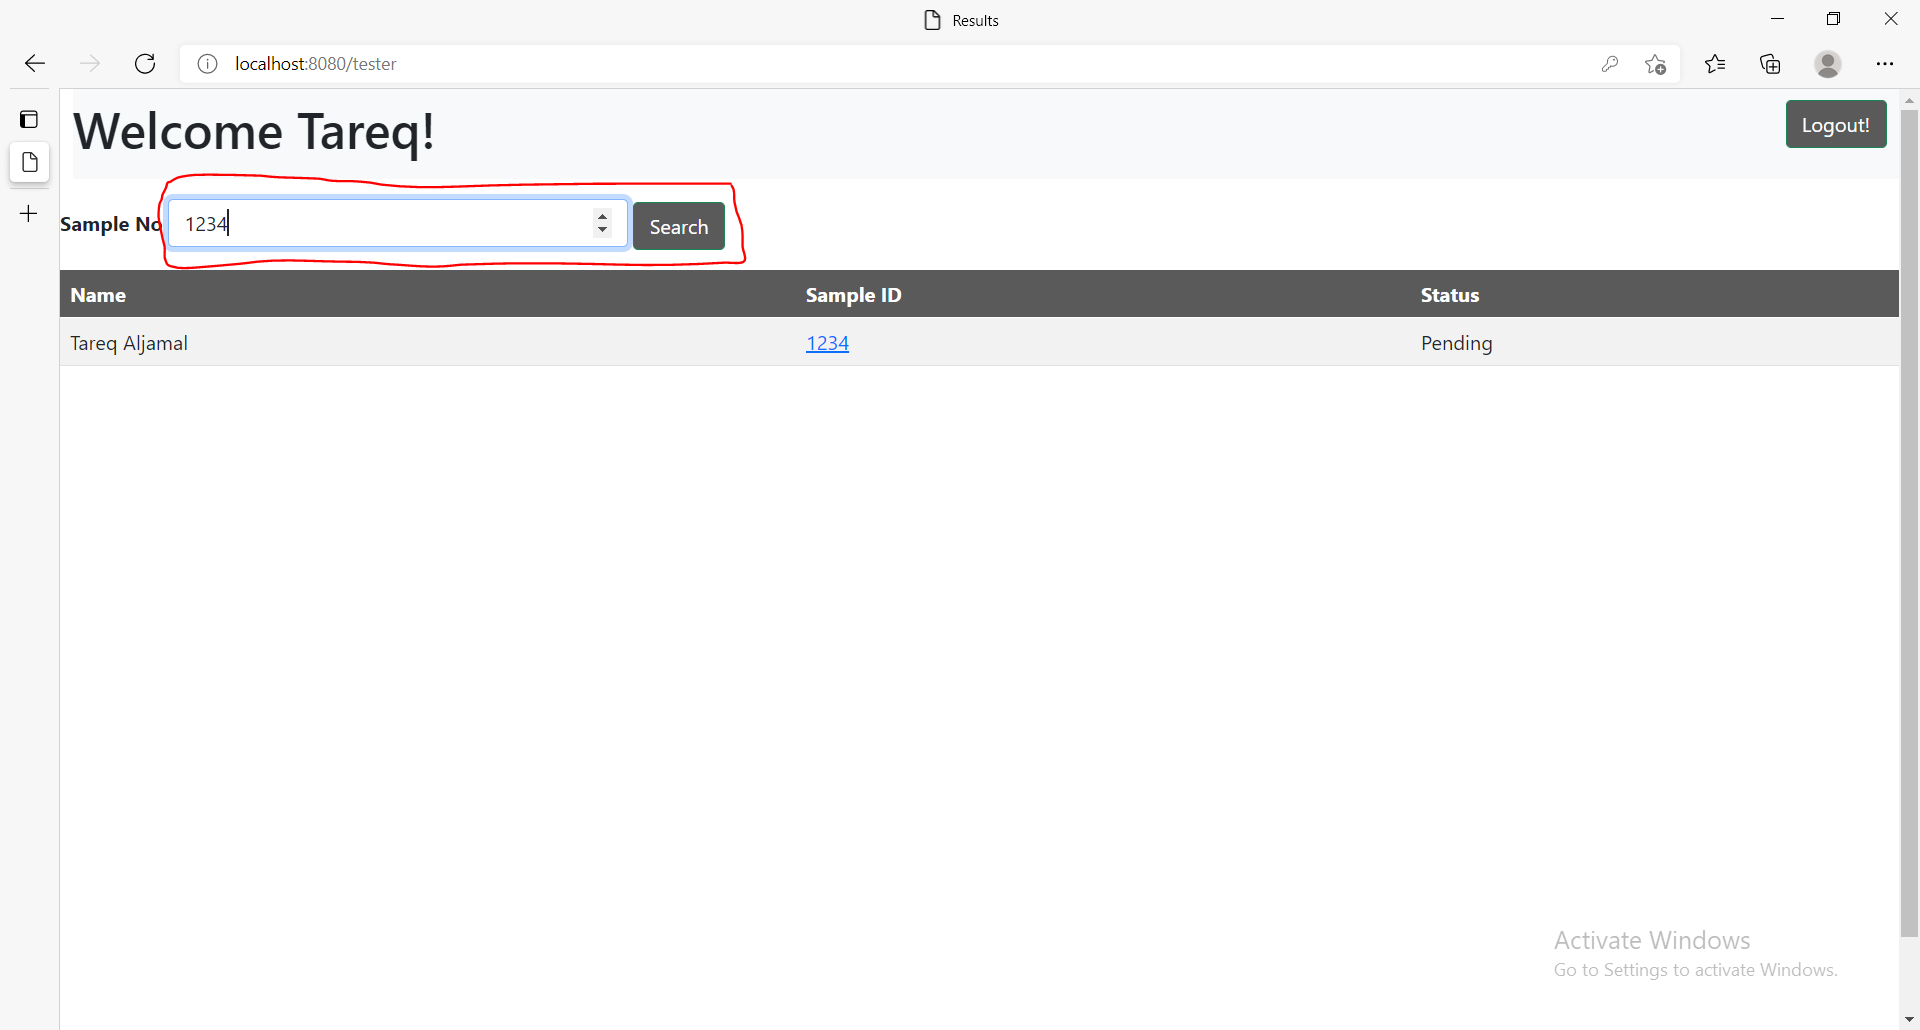 Results
localhost:8080/tester
Welcome Tareq!
Logout!
Sample No
1234
Search
Name Sample ID Status
Tareq Aljamal 1234 Pending
Activate Windows
Go to Settings to activate Windows.